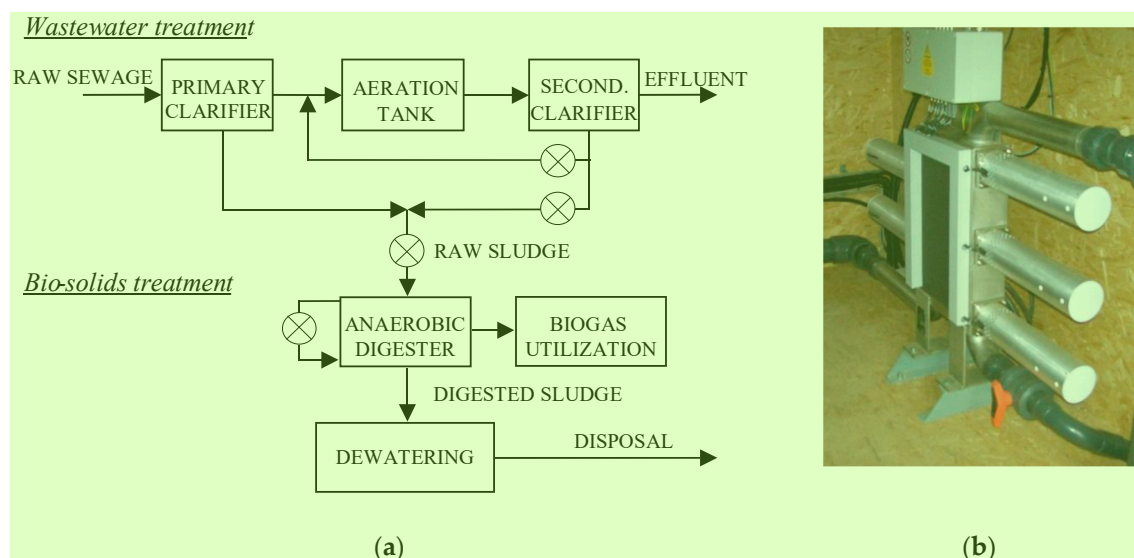 Wastewater treatment
RAW SEWAGE
PRIMARY
CLARIFIER
AERATION
TANK
SECOND.
CLARIFIER
EFFLUENT
RAW SLUDGE
Bio-solids treatment
ANAEROBIC
DIGESTER
BIOGAS
UTILIZATION
DIGESTED SLUDGE
DEWATERING
DISPOSAL
(a)
(b)